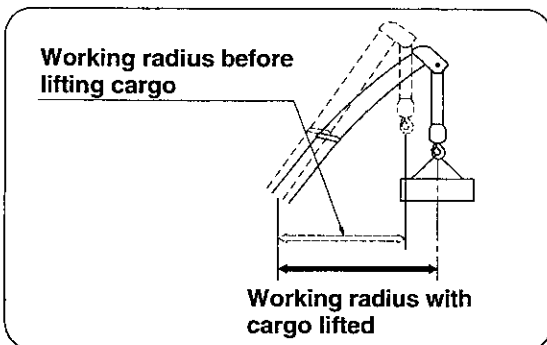 Working radius before
lifting cargo
Working radius with
cargo lifted